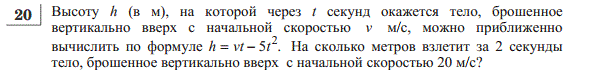 20 Высоту h (в м), на которой через t секунд окажется тело, брошенное
вертикально вверх с начальной скоростью v м/с, можно приближенно
вычислить по формуле h = vt – 5t². На сколько метров взлетит за 2 секунды
тело, брошенное вертикально вверх с начальной скоростью 20 м/с?